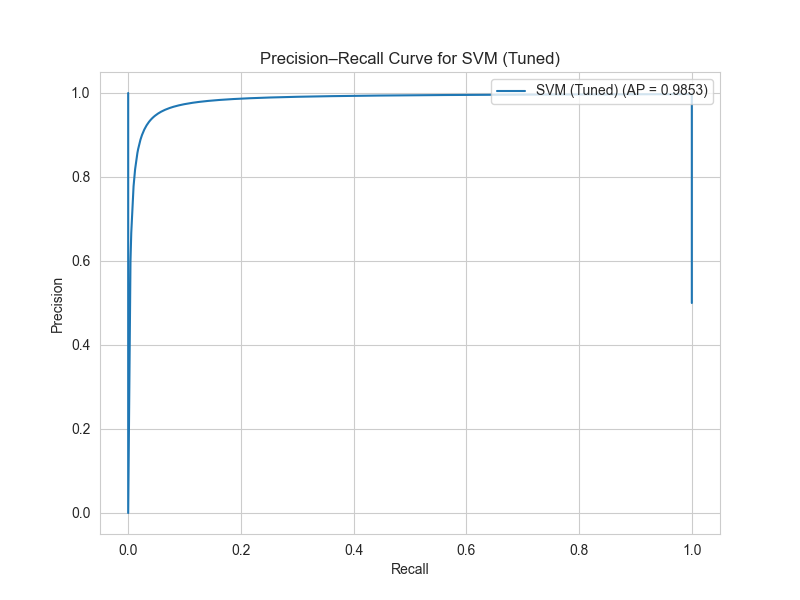 Precision–Recall Curve for SVM (Tuned)
SVM (Tuned) (AP = 0.9853)
1.0
0.8
0.6
0.4
0.2
0.0
Precision
0.0 0.2 0.4 0.6 0.8 1.0
Recall